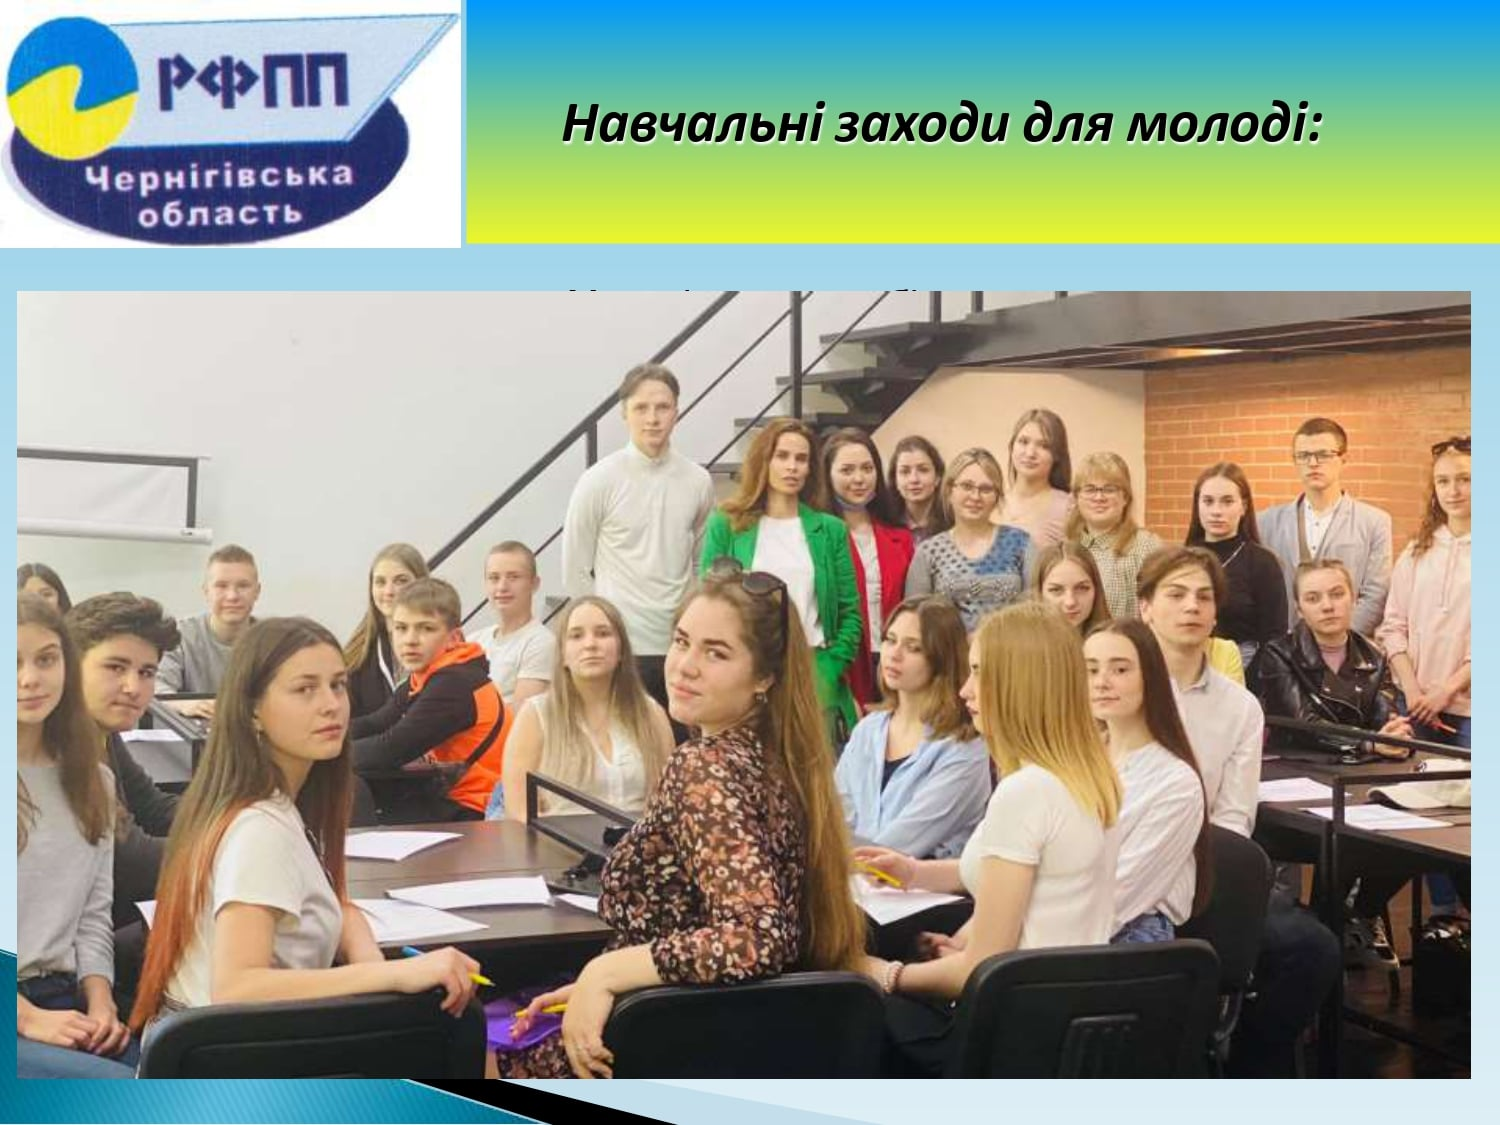 РФПП
Чернігівська
область
Навчальні заходи для молоді: